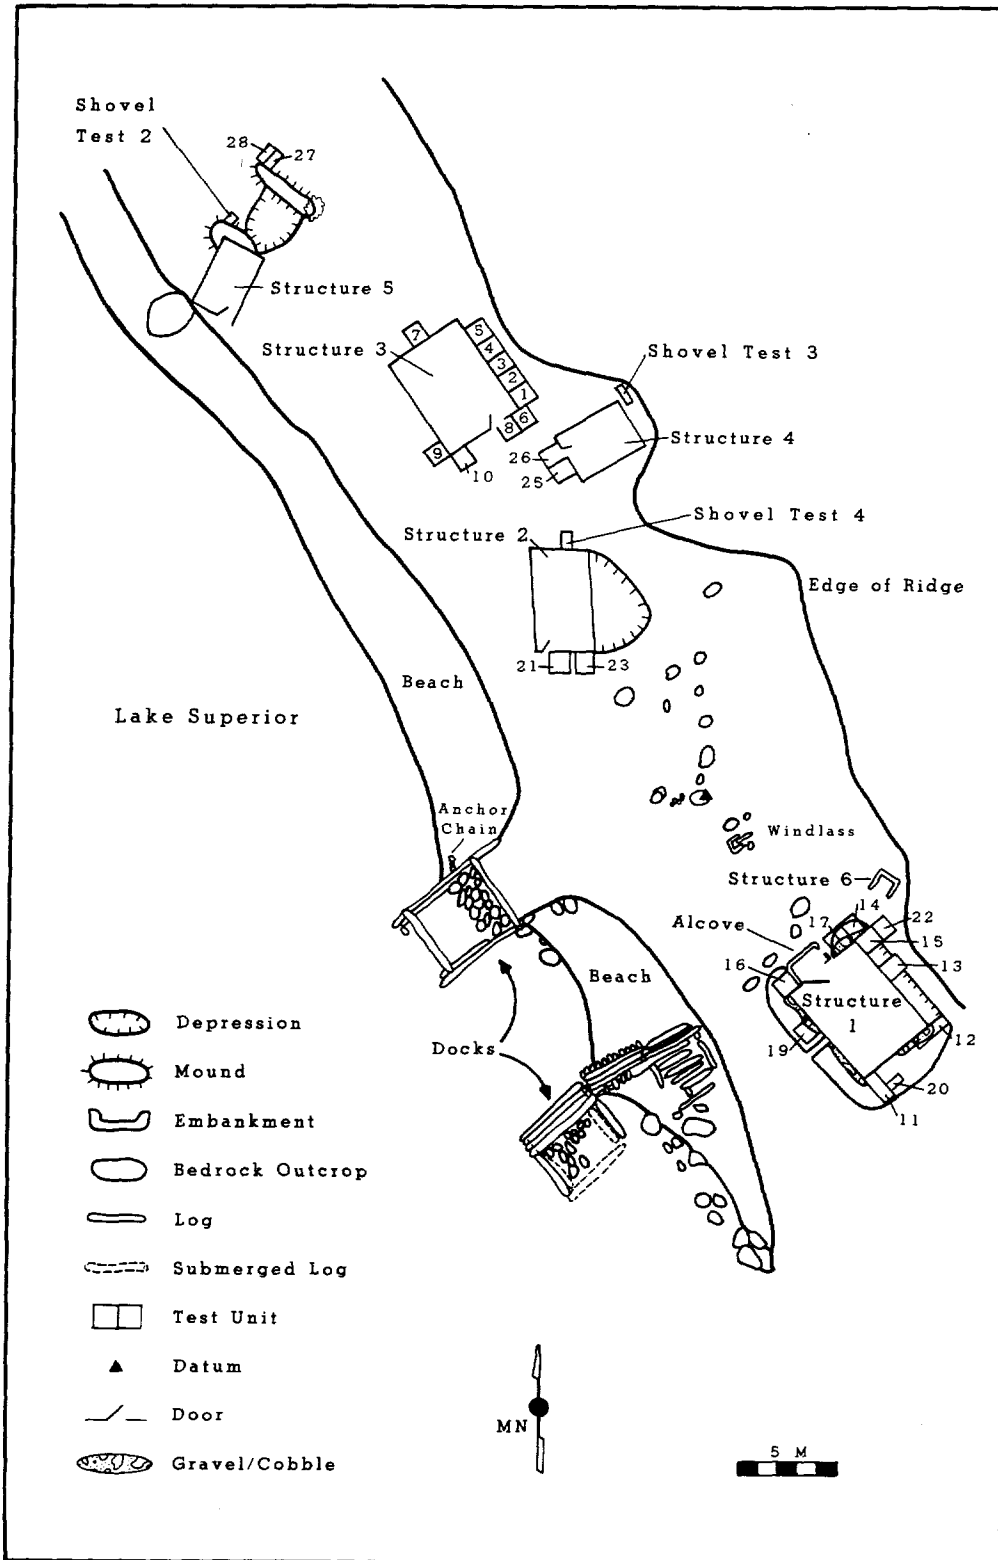 Shovel
Test 2
28
27
Structure 5
7
5
4
3
2
1
Structure 3
Shovel Test 3
8
6
Structure 4
9
10
26
25
Structure 2
Shovel Test 4
Edge of Ridge
21
23
Beach
Lake Superior
Anchor
Chain
Windlass
Structure 6
14
17
22
Alcove
15
16
13
Beach
Structure
1
12
19
20
11
Docks
Depression
Mound
Embankment
Bedrock Outcrop
Log
Submerged Log
Test Unit
Datum
Door
Gravel/Cobble
MN
5 M